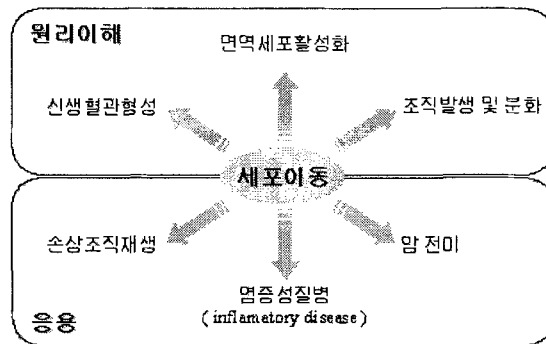 원리이해
면역세포활성화
신생혈관형성
조직발생 및 분화
세포이동
손상조직재생
암 전미
염증성질병
( inflamatory disease )
응용